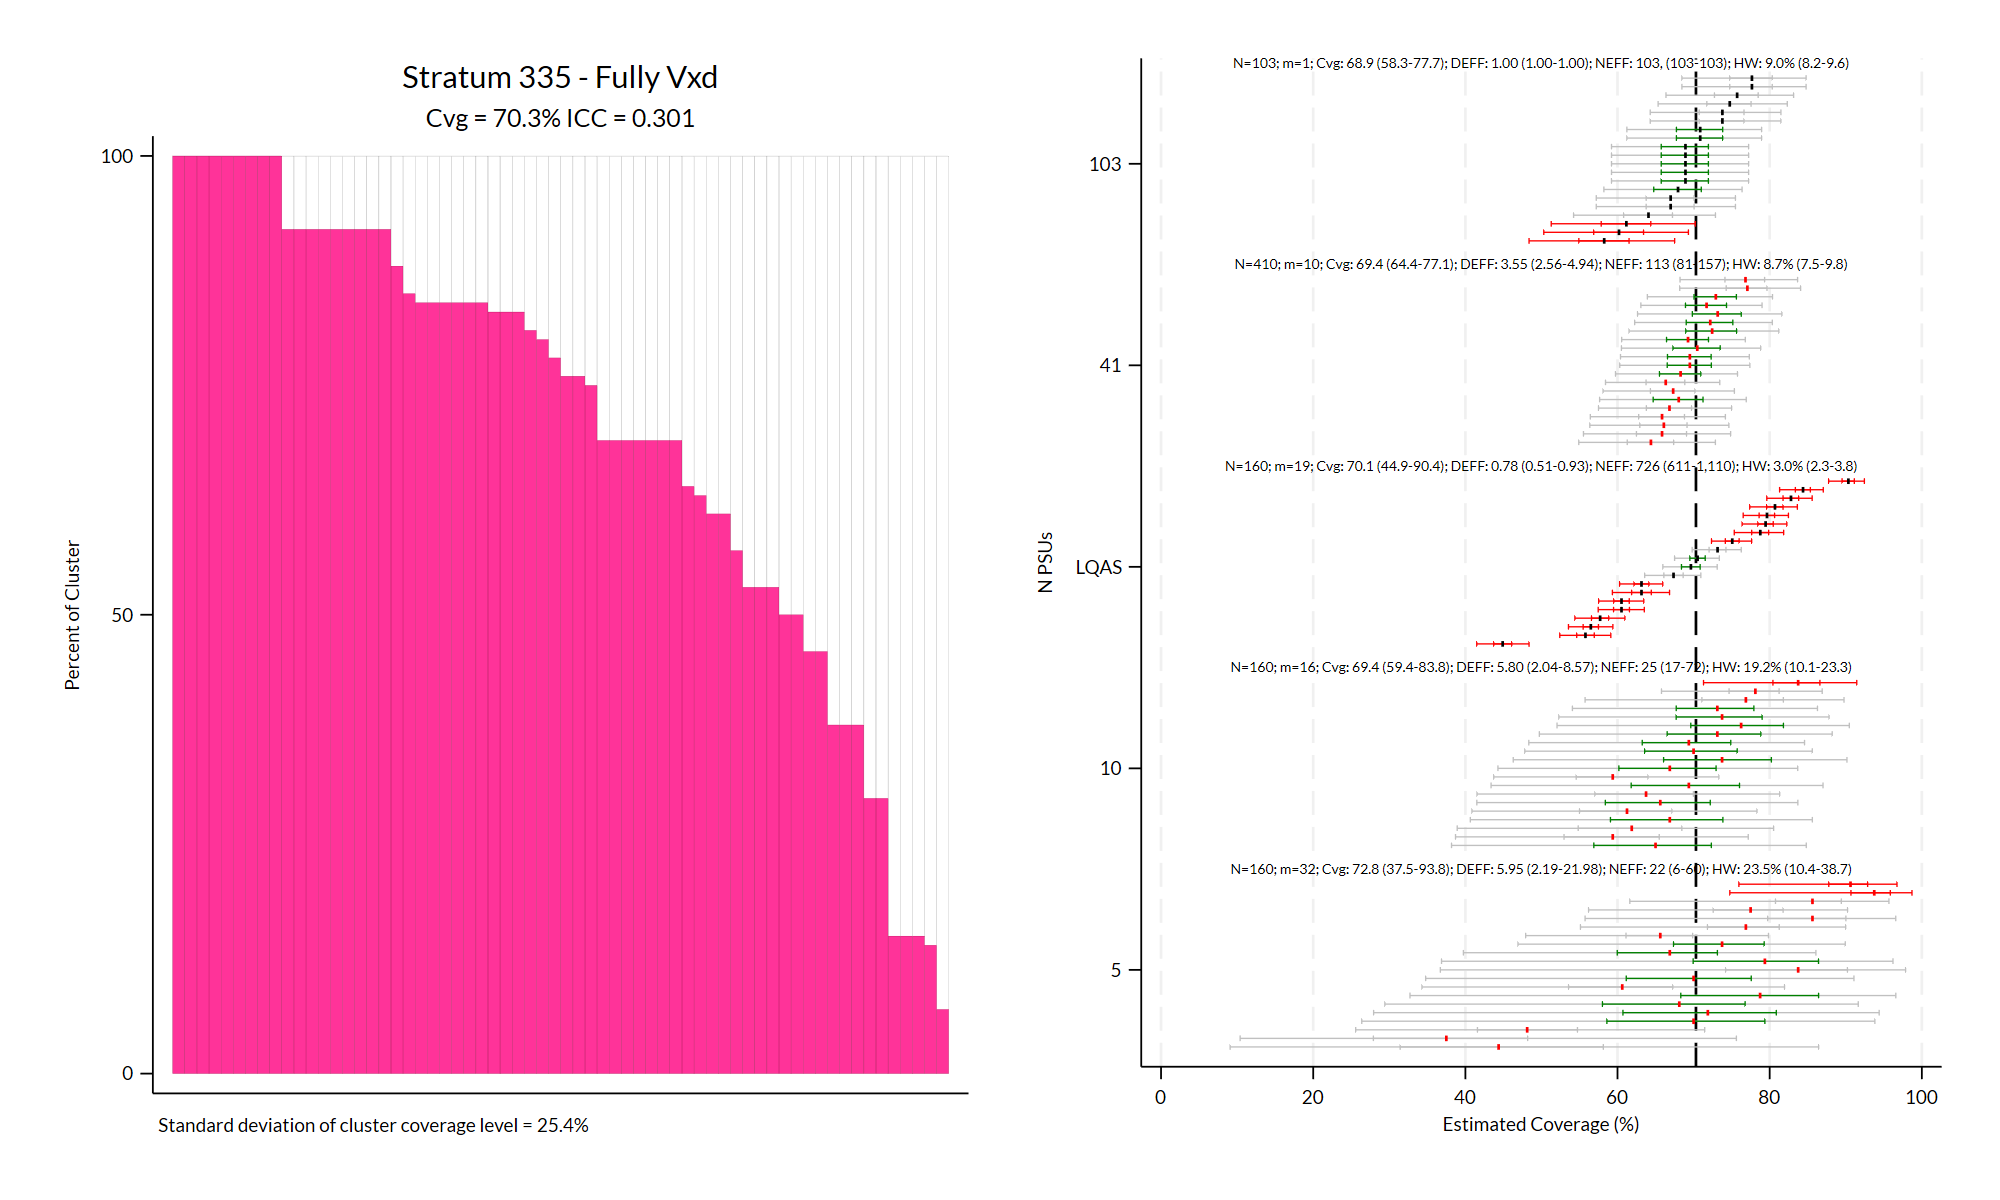 Stratum 335 - Fully Vxd
Cvg = 70.3% ICC = 0.301
Percent of Cluster
100
50
0
Standard deviation of cluster coverage level = 25.4%
N PSUs
N=103; m=1; Cvg: 68.9 (58.3-77.7); DEFF: 1.00 (1.00-1.00); NEFF: 103, (103-103); HW: 9.0% (8.2-9.6)
103
N=410; m=10; Cvg: 69.4 (64.4-77.1); DEFF: 3.55 (2.56-4.94); NEFF: 113 (81-157); HW: 8.7% (7.5-9.8)
41
N=160; m=19; Cvg: 70.1 (44.9-90.4); DEFF: 0.78 (0.51-0.93); NEFF: 726 (611-1,110); HW: 3.0% (2.3-3.8)
LQAS
N=160; m=16; Cvg: 69.4 (59.4-83.8); DEFF: 5.80 (2.04-8.57); NEFF: 25 (17-72); HW: 19.2% (10.1-23.3)
10
N=160; m=32; Cvg: 72.8 (37.5-93.8); DEFF: 5.95 (2.19-21.98); NEFF: 22 (6-60); HW: 23.5% (10.4-38.7)
5
0 20 40 60 80 100
Estimated Coverage (%)